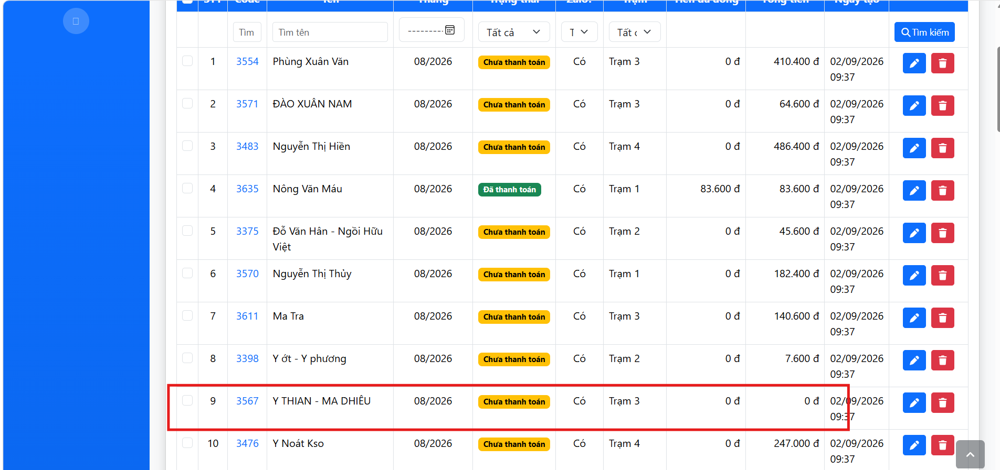 Tìm
Tìm tên
---------
Tất cả
T
Tất c
Tìm kiếm
1 3554 Phùng Xuân Văn 08/2026 Chưa thanh toán Có Trạm 3 0 đ 410.400 đ 02/09/2026
09:37
2 3571 ĐÀO XUÂN NAM 08/2026 Chưa thanh toán Có Trạm 3 0 đ 64.600 đ 02/09/2026
09:37
3 3483 Nguyễn Thị Hiền 08/2026 Chưa thanh toán Có Trạm 4 0 đ 486.400 đ 02/09/2026
09:37
4 3635 Nông Văn Máu 08/2026 Đã thanh toán Có Trạm 1 83.600 đ 83.600 đ 02/09/2026
09:37
5 3375 Đỗ Văn Hân - Ngồi Hữu 08/2026 Chưa thanh toán Có Trạm 2 0 đ 45.600 đ 02/09/2026
Việt
09:37
6 3570 Nguyễn Thị Thủy 08/2026 Chưa thanh toán Có Trạm 1 0 đ 182.400 đ 02/09/2026
09:37
7 3611 Ma Tra 08/2026 Chưa thanh toán Có Trạm 3 0 đ 140.600 đ 02/09/2026
09:37
8 3398 Y ớt - Y phương 08/2026 Chưa thanh toán Có Trạm 2 0 đ 7.600 đ 02/09/2026
09:37
9 3567 Y THIAN - MA DHIÊU 08/2026 Chưa thanh toán Có Trạm 3 0 đ 0 đ 02/09/2026
09:37
10 3476 Y Noát Kso 08/2026 Chưa thanh toán Có Trạm 4 0 đ 247.000 đ 02/09/2026
09:37